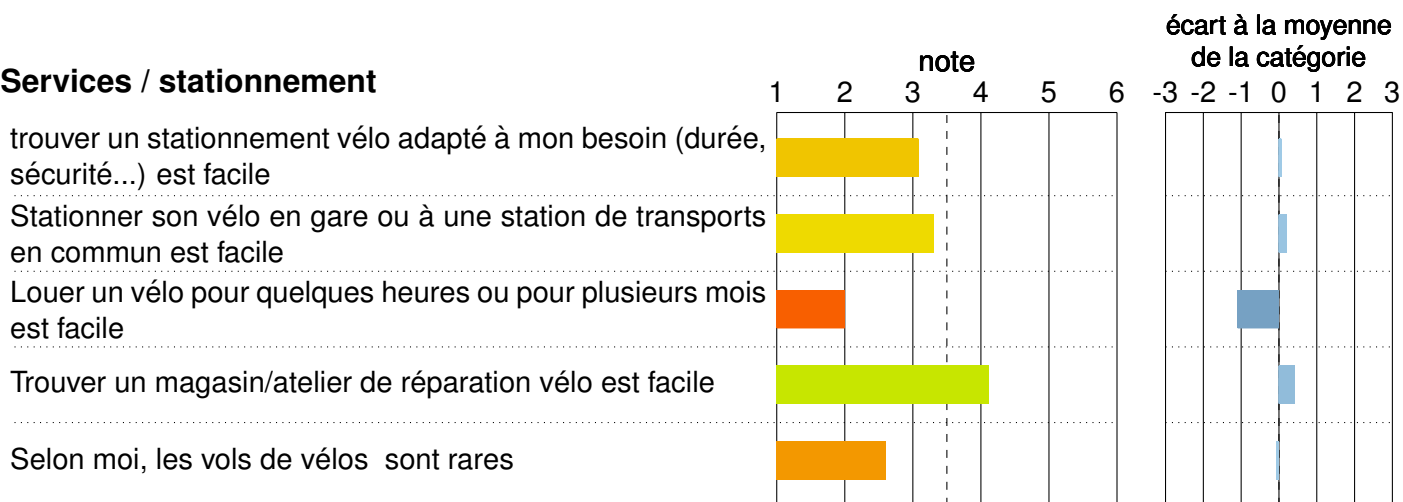 écart à la moyenne
note
de la catégorie
Services / stationnement
1 2 3 4 5 6
-3 -2 -1 0 1 2 3
trouver un stationnement vélo adapté à mon besoin (durée,
sécurité...) est facile
Stationner son vélo en gare ou à une station de transports
en commun est facile
Louer un vélo pour quelques heures ou pour plusieurs mois
est facile
Trouver un magasin/atelier de réparation vélo est facile
Selon moi, les vols de vélos sont rares